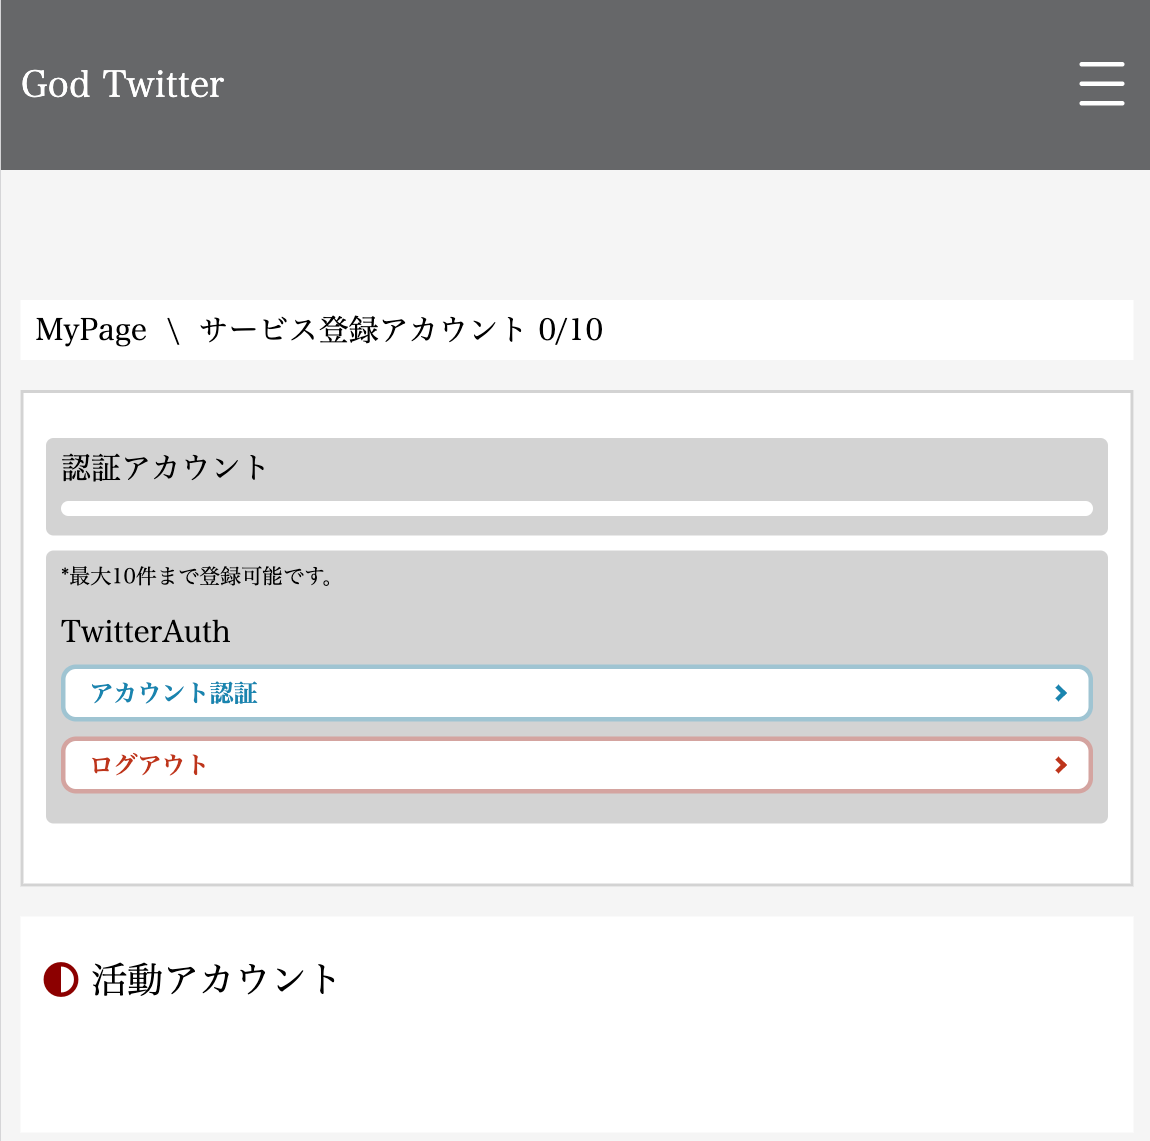 God Twitter
MyPage \ サービス登録アカウント 0/10
認証アカウント
*最大10件まで登録可能です。
TwitterAuth
アカウント認証
ログアウト
活動アカウント